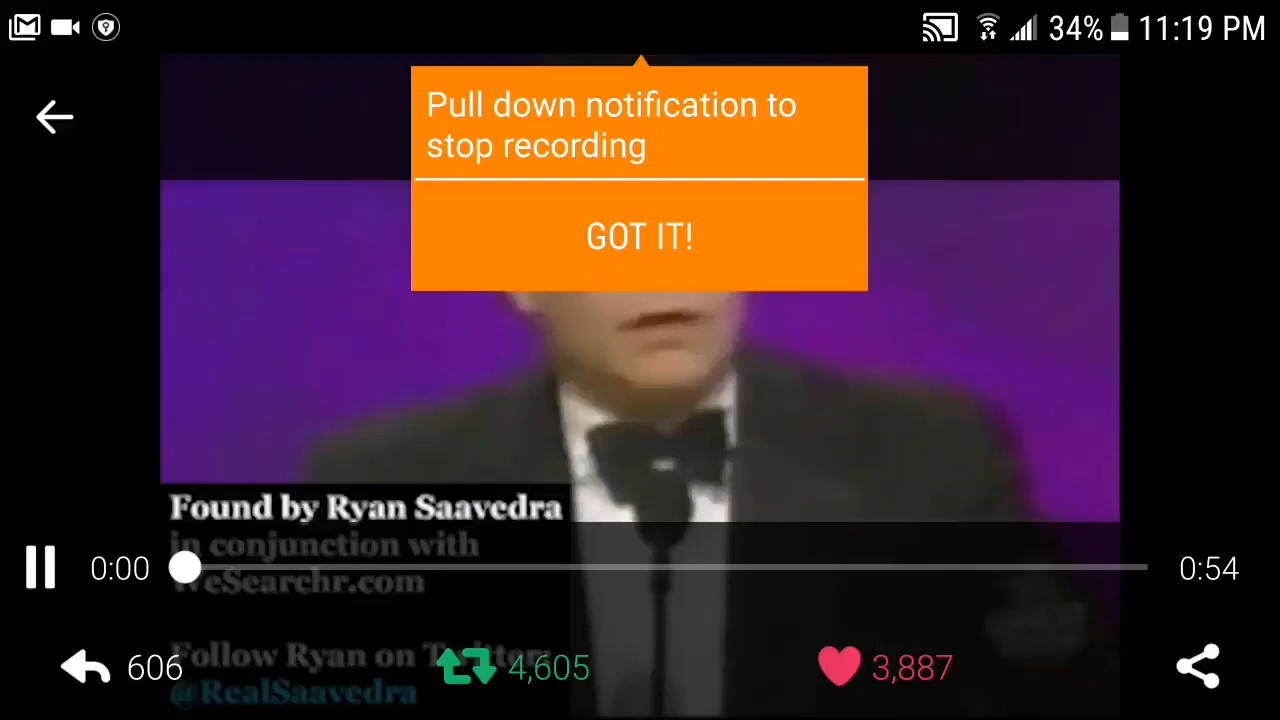 34% 11:19 PM
Pull down notification to
stop recording
GOT IT!
Found by Ryan Saavedra
in conjunction with
WeSearchr.com
0:00
0:54
Follow Ryan on Twitter:
@RealSaavedra
606
4,605
3,887